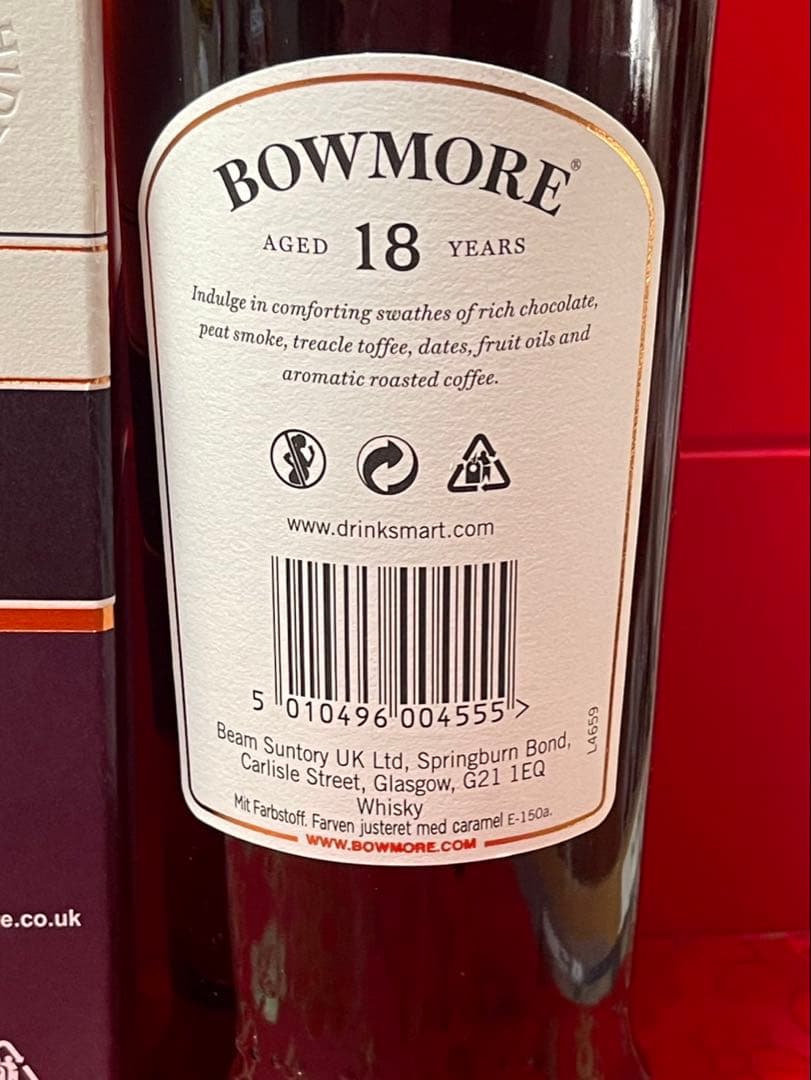 BOWMORE®
AGED 18 YEARS
Indulge in comforting swathes of rich chocolate,
peat smoke, treacle toffee, dates, fruit oils and
aromatic roasted coffee.
www.drinksmart.com
5 010496 004555 >
L4659
Beam Suntory UK Ltd, Springburn Bond,
Carlisle Street, Glasgow, G21 1EQ
Whisky
Mit Farbstoff. Farven justeret med caramel E-150a.
WWW.BOWMORE.COM
e.co.uk